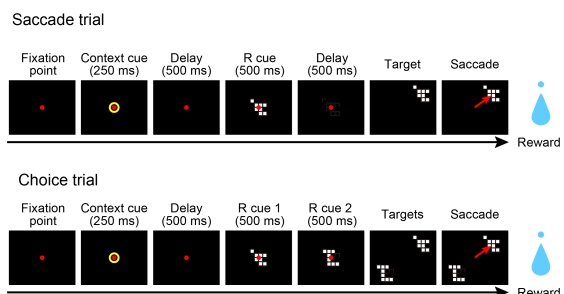 Saccade trial
Fixation point
Context cue (250 ms)
Delay (500 ms)
R cue (500 ms)
Delay (500 ms)
Target
Saccade
Reward
Choice trial
Fixation point
Context cue (250 ms)
Delay (500 ms)
R cue 1 (500 ms)
R cue 2 (500 ms)
Targets
Saccade
Reward